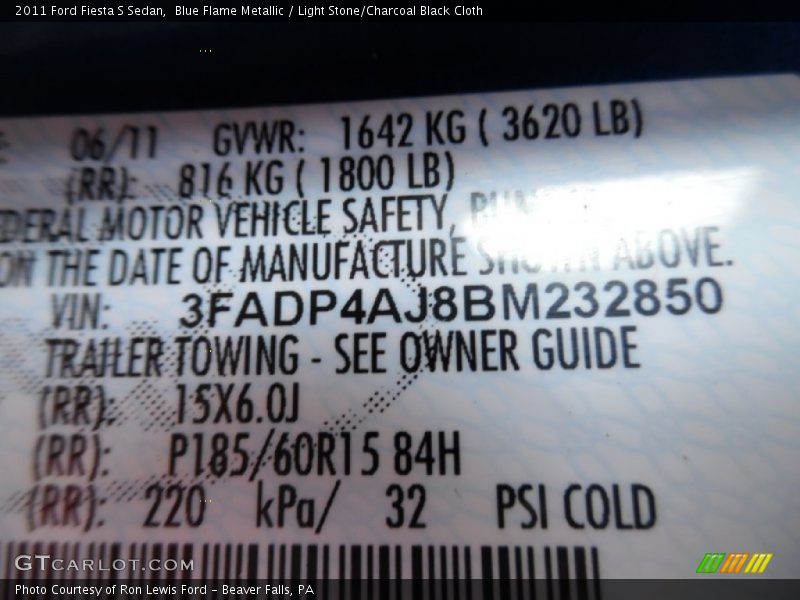 2011 Ford Fiesta S Sedan,  Blue Flame Metallic / Light Stone/Charcoal Black Cloth
06/11 GVWR: 1642 KG ( 3620 LB)
(RR): 816 KG ( 1800 LB)
EDERAL MOTOR VEHICLE SAFETY,
ON THE DATE OF MANUFACTURE SHOWN ABOVE.
VIN: 3FADP4AJ8BM232850
TRAILER TOWING - SEE OWNER GUIDE
(RR): 15X6.0J
(RR): P185/60R15 84H
(RR): 220 kPa/ 32 PSI COLD
GTCARLOT.COM
Photo Courtesy of Ron Lewis Ford – Beaver Falls, PA